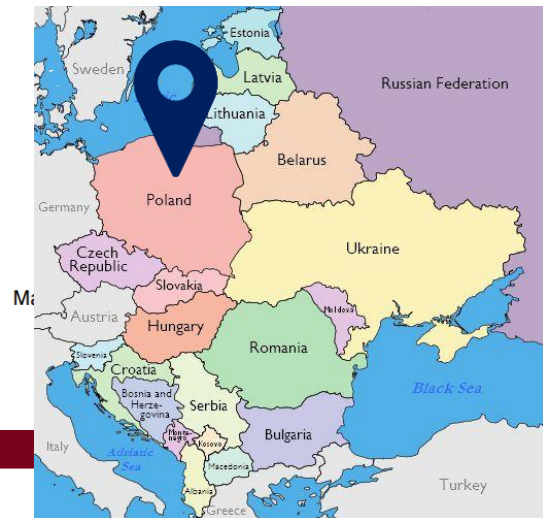 Estonia
Sweden
Latvia
Russian Federation
Lithuania
Belarus
Poland
Germany
Ukraine
Czech
Republic
Slovakia
Ma
Austria
Moldova
Hungary
Romania
Slovenia
Croatia
Bosnia and
Herze-
govina
Serbia
Black Sea
Monte-
negro
Kosovo
Bulgaria
Italy
Adriatic
Sea
Macedonia
Albania
Turkey
Greece